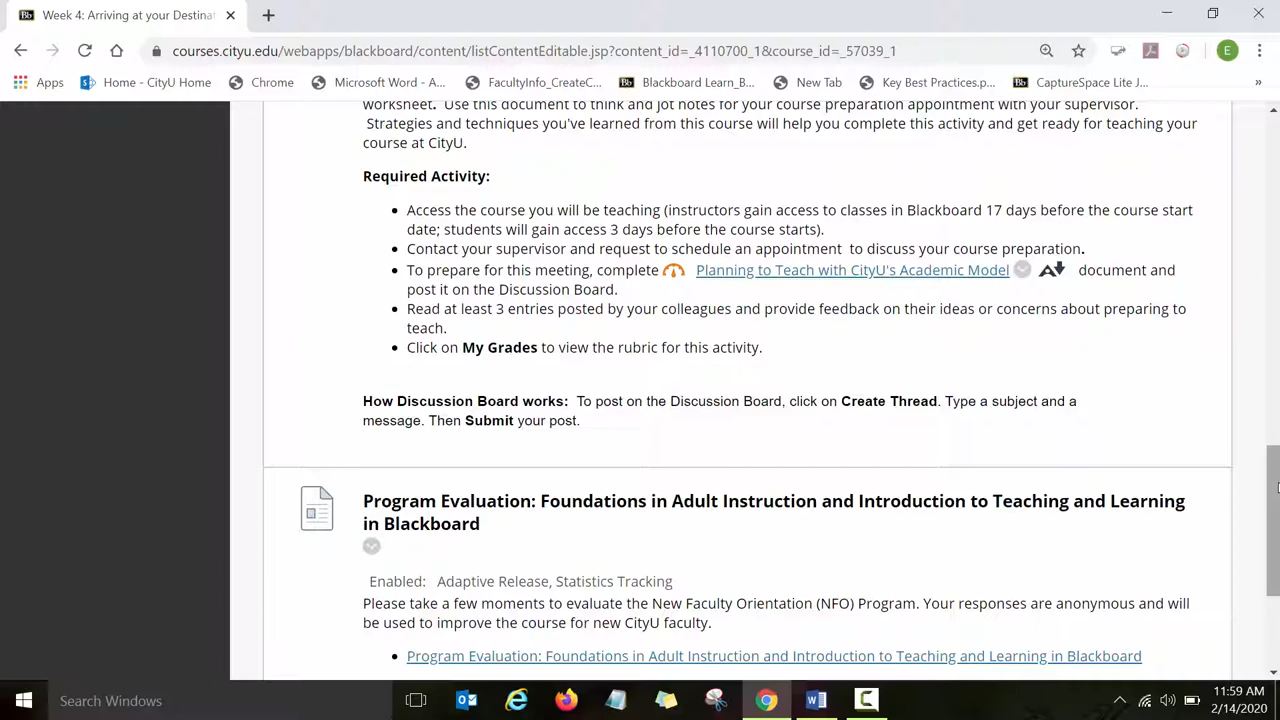 Week 4: Arriving at your Destinat
courses.cityu.edu/webapps/blackboard/content/listContentEditable.jsp?content_id=_4110700_1&course_id=_57039_1
E
Apps Home - CityU Home Chrome Microsoft Word - A... FacultyInfo_CreateC... Blackboard Learn_B... New Tab Key Best Practices.p... CaptureSpace Lite J... »
worksheet. Use this document to think and jot notes for your course preparation appointment with your supervisor.
Strategies and techniques you've learned from this course will help you complete this activity and get ready for teaching your
course at CityU.
Required Activity:
• Access the course you will be teaching (instructors gain access to classes in Blackboard 17 days before the course start
date; students will gain access 3 days before the course starts).
• Contact your supervisor and request to schedule an appointment to discuss your course preparation.
• To prepare for this meeting, complete Planning to Teach with CityU's Academic Model document and
post it on the Discussion Board.
• Read at least 3 entries posted by your colleagues and provide feedback on their ideas or concerns about preparing to
teach.
• Click on My Grades to view the rubric for this activity.
How Discussion Board works: To post on the Discussion Board, click on Create Thread. Type a subject and a
message. Then Submit your post.
Program Evaluation: Foundations in Adult Instruction and Introduction to Teaching and Learning
in Blackboard
Enabled: Adaptive Release, Statistics Tracking
Please take a few moments to evaluate the New Faculty Orientation (NFO) Program. Your responses are anonymous and will
be used to improve the course for new CityU faculty.
• Program Evaluation: Foundations in Adult Instruction and Introduction to Teaching and Learning in Blackboard
Search Windows
11:59 AM
2/14/2020